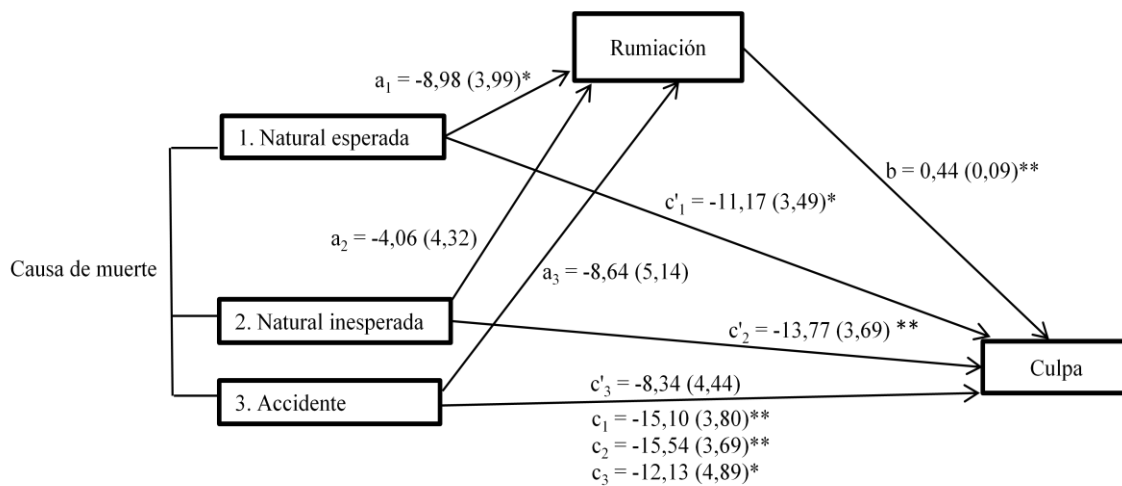 Rumiación
a₁ = -8,98 (3,99)*
1. Natural esperada
b = 0,44 (0,09)**
c'₁ = -11,17 (3,49)*
a₂ = -4,06 (4,32)
a₃ = -8,64 (5,14)
Causa de muerte
2. Natural inesperada
c'₂ = -13,77 (3,69) **
Culpa
3. Accidente
c'₃ = -8,34 (4,44)
c₁ = -15,10 (3,80)**
c₂ = -15,54 (3,69)**
c₃ = -12,13 (4,89)*